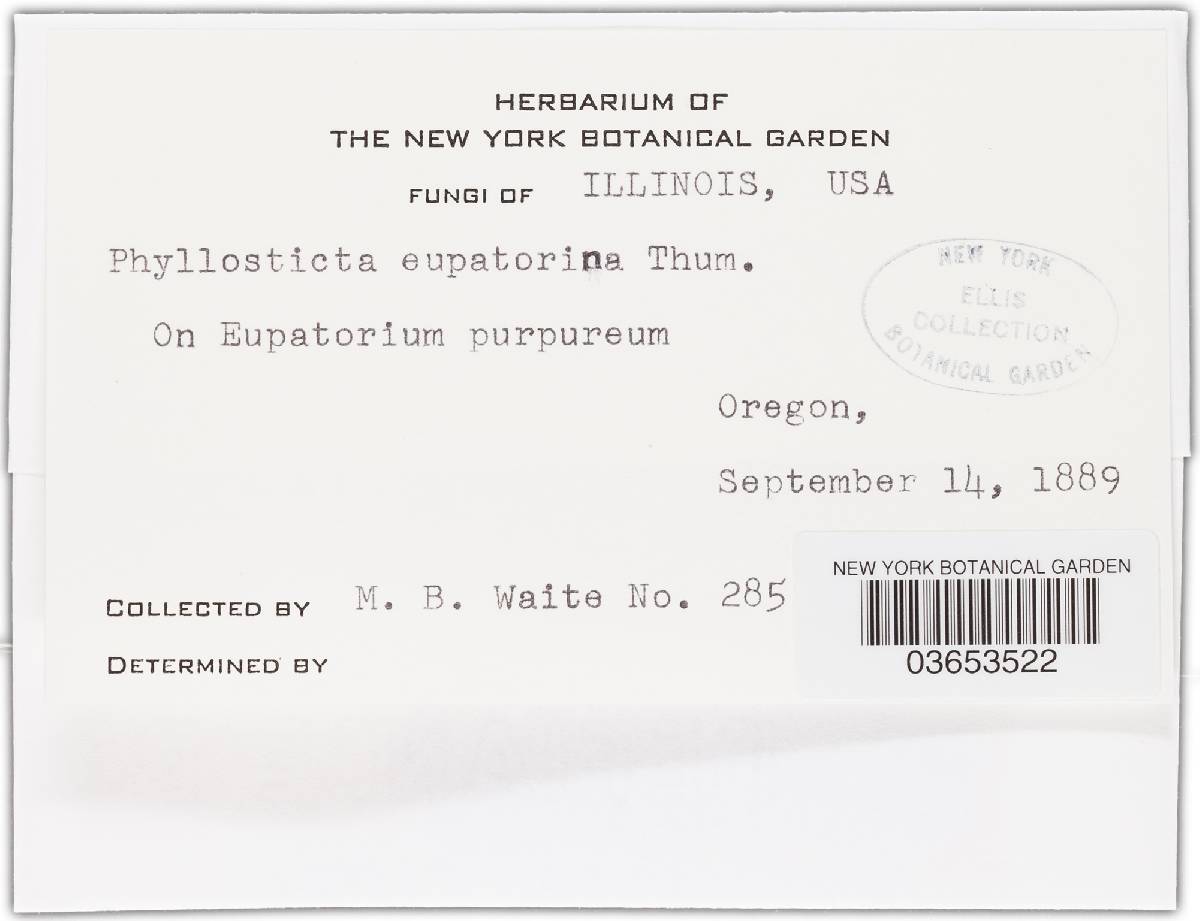 HERBARIUM OF
THE NEW YORK BOTANICAL GARDEN
FUNGI OF ILLINOIS, USA
Phyllosticta eupatorina Thum.
On Eupatorium purpureum
NEW YORK
ELLIS
COLLECTION
BOTANICAL GARDEN
Oregon,
September 14, 1889
COLLECTED BY M. B. Waite No. 285
DETERMINED BY
NEW YORK BOTANICAL GARDEN
03653522